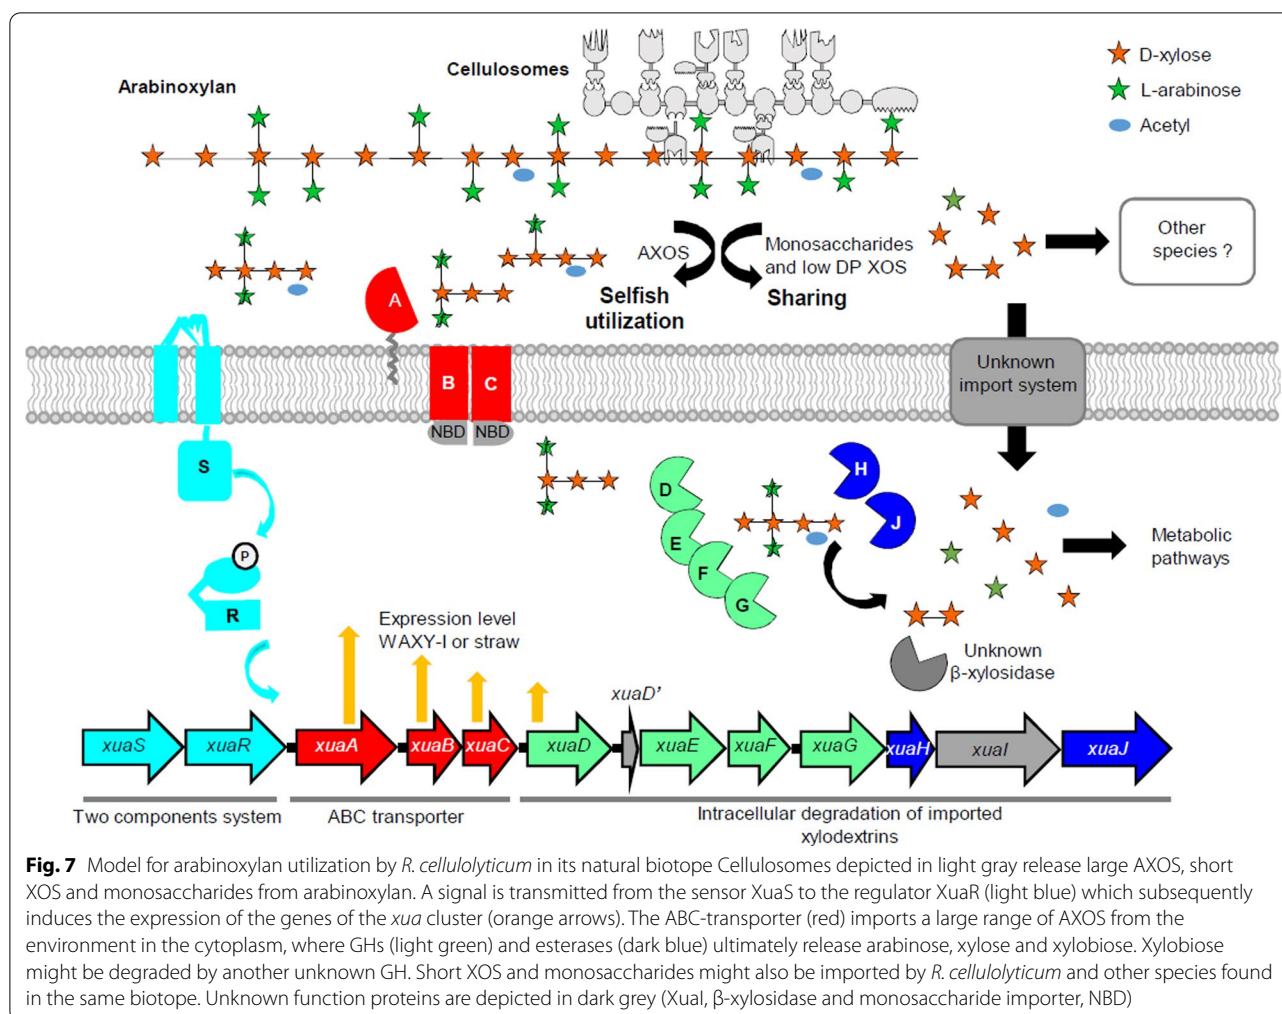 Arabinoxylan
Cellulosomes
D-xylose
L-arabinose
Acetyl
AXOS
Monosaccharides
and low DP XOS
Selfish
utilization
Sharing
Other
species ?
A
B
C
NBD
NBD
Unknown
import system
S
P
R
D
E
F
G
H
J
Metabolic
pathways
Unknown
β-xylosidase
Expression level
WAXY-I or straw
xuaD'
xuaS
xuaR
xuaA
xuaB
xuaC
xuaD
xuaE
xuaF
xuaG
xuaH
xuaI
xuaJ
Two components system
ABC transporter
Intracellular degradation of imported
xylodextrins
Fig. 7 Model for arabinoxylan utilization by R. cellulolyticum in its natural biotope Cellulosomes depicted in light gray release large AXOS, short
XOS and monosaccharides from arabinoxylan. A signal is transmitted from the sensor XuaS to the regulator XuaR (light blue) which subsequently
induces the expression of the genes of the xua cluster (orange arrows). The ABC-transporter (red) imports a large range of AXOS from the
environment in the cytoplasm, where GHs (light green) and esterases (dark blue) ultimately release arabinose, xylose and xylobiose. Xylobiose
might be degraded by another unknown GH. Short XOS and monosaccharides might also be imported by R. cellulolyticum and other species found
in the same biotope. Unknown function proteins are depicted in dark grey (XuaI, β-xylosidase and monosaccharide importer, NBD)